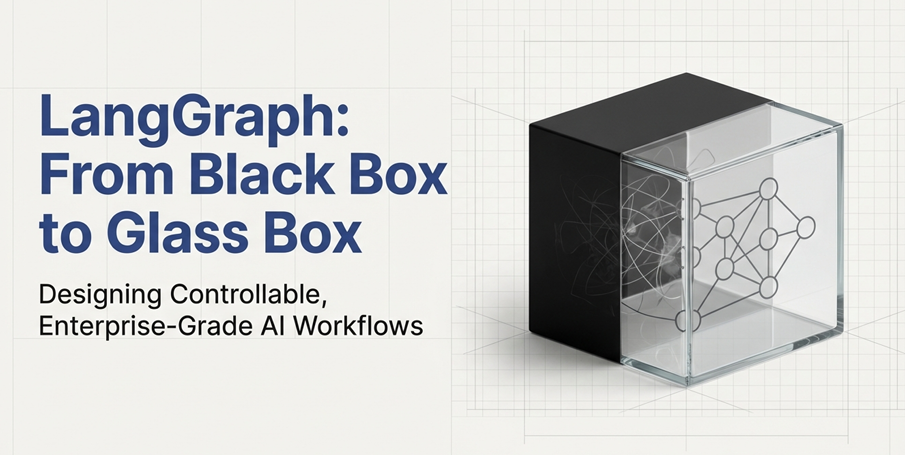 LangGraph:
From Black Box
to Glass Box
Designing Controllable,
Enterprise-Grade AI Workflows